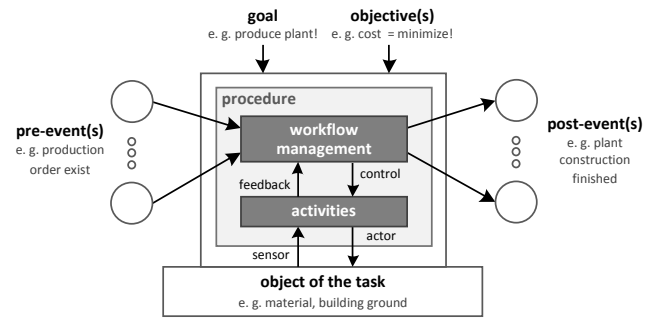 goal
e. g. produce plant!
objective(s)
e. g. cost = minimize!
procedure
pre-event(s)
e. g. production
order exist
workflow
management
post-event(s)
e. g. plant
construction
finished
feedback
control
activities
sensor
actor
object of the task
e. g. material, building ground